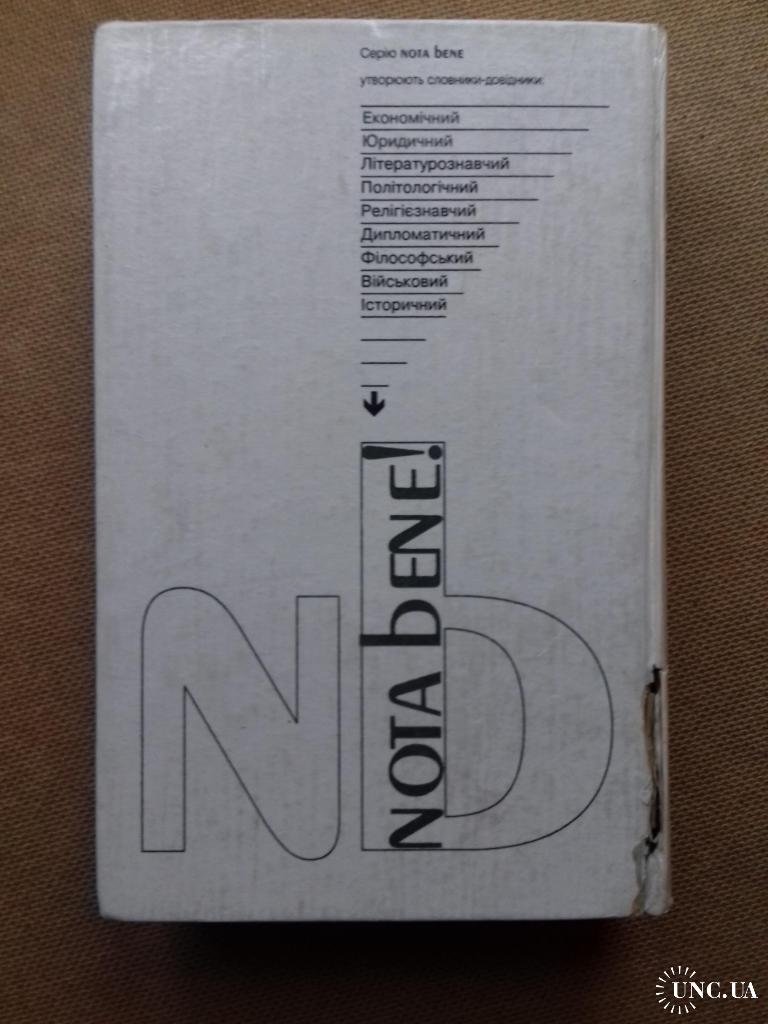 Серію NOTA bENE
утворюють словники-довідники:
Економічний
Юридичний
Літературознавчий
Політологічний
Релігієзнавчий
Дипломатичний
Філософський
Військовий
Історичний
NOTA bENE!
Nb
UNC.UA